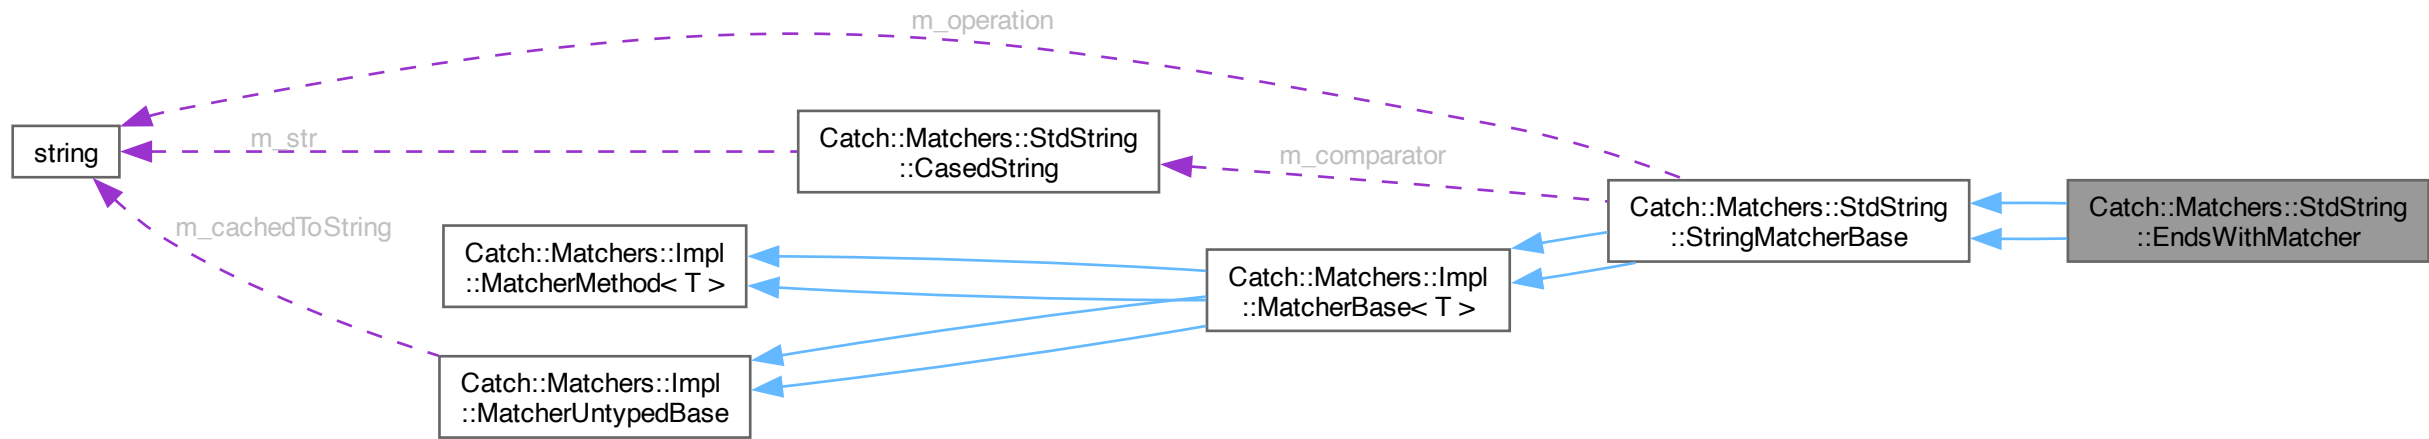 m_operation
string
m_str
Catch::Matchers::StdString
::CasedString
m_comparator
m_cachedToString
Catch::Matchers::Impl
::MatcherMethod< T >
Catch::Matchers::Impl
::MatcherUntypedBase
Catch::Matchers::Impl
::MatcherBase< T >
Catch::Matchers::StdString
::StringMatcherBase
Catch::Matchers::StdString
::EndsWithMatcher